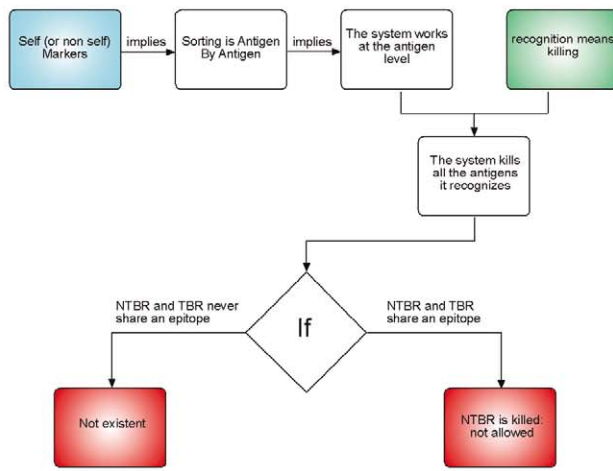 Self (or non self)
Markers
implies
Sorting is Antigen
By Antigen
implies
The system works
at the antigen
level
recognition means
killing
The system kills
all the antigens
it recognizes
If
NTBR and TBR never
share an epitope
NTBR and TBR
share an epitope
Not existent
NTBR is killed:
not allowed